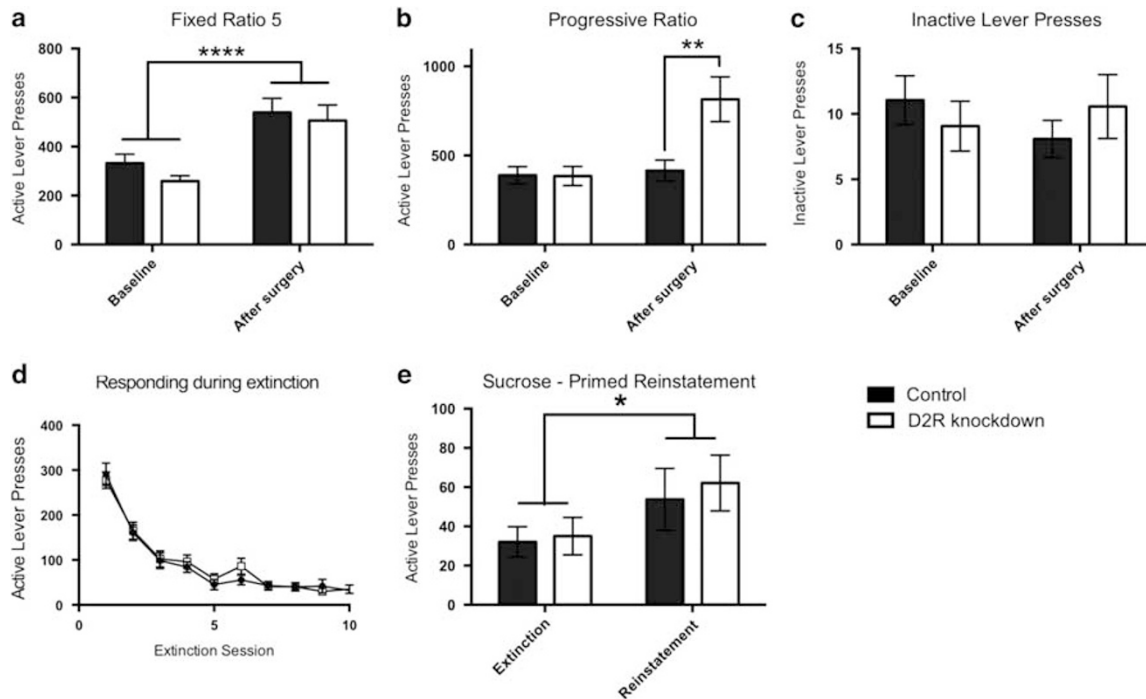 a
Fixed Ratio 5
Active Lever Presses
800
600
400
200
0
****
Baseline
After surgery
b
Progressive Ratio
Active Lever Presses
1000
500
0
**
Baseline
After surgery
c
Inactive Lever Presses
Inactive Lever Presses
15
10
5
0
Baseline
After surgery
d
Responding during extinction
Active Lever Presses
400
300
200
100
0
0
5
10
Extinction Session
e
Sucrose - Primed Reinstatement
Active Lever Presses
100
80
60
40
20
0
*
Extinction
Reinstatement
Control
D2R knockdown